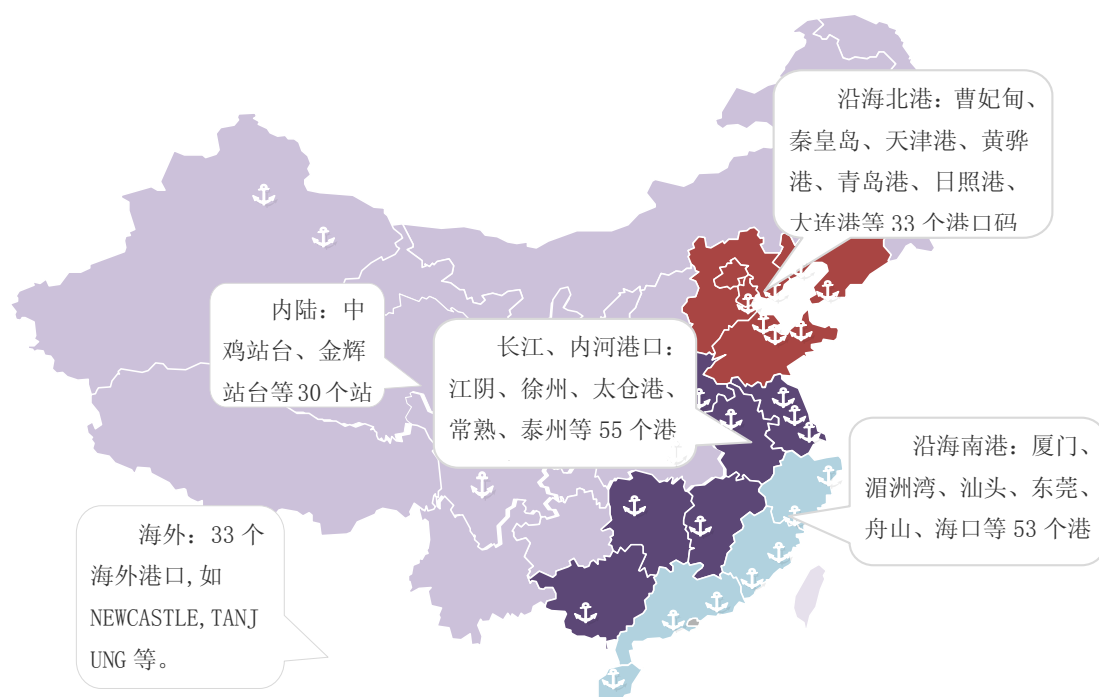 沿海北港：曹妃甸、
秦皇岛、天津港、黄骅
港、青岛港、日照港、
大连港等 33 个港口码
内陆：中
鸡站台、金辉
站台等 30 个站
长江、内河港口：
江阴、徐州、太仓港、
常熟、泰州等 55 个港
沿海南港：厦门、
湄洲湾、汕头、东莞、
舟山、海口等 53 个港
海外：33 个
海外港口,如
NEWCASTLE,TANJ
UNG 等。